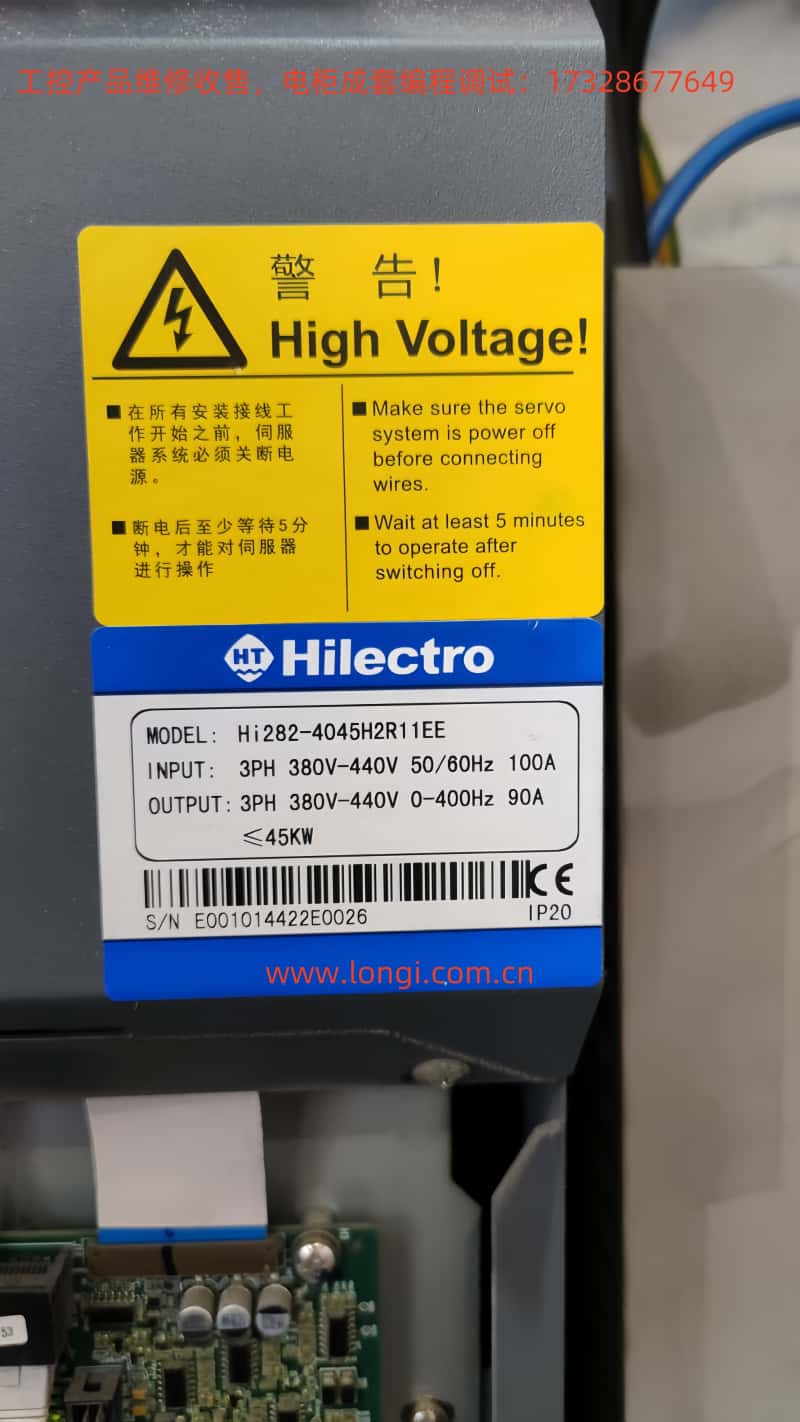 工控产品维修收售，电柜成套编程调试：17328677649
警 告！
High Voltage!
■在所有安装接线工
作开始之前，伺服
器系统必须关断电
源。
■断电后至少等待5分
钟，才能对伺服器
进行操作
■Make sure the servo
system is power off
before connecting
wires.
■Wait at least 5 minutes
to operate after
switching off.
HT Hilectro
MODEL: Hi282-4045H2R11EE
INPUT: 3PH 380V-440V 50/60Hz 100A
OUTPUT: 3PH 380V-440V 0-400Hz 90A
≤45KW
CE
S/N E001014422E0026
IP20
www.longi.com.cn
53